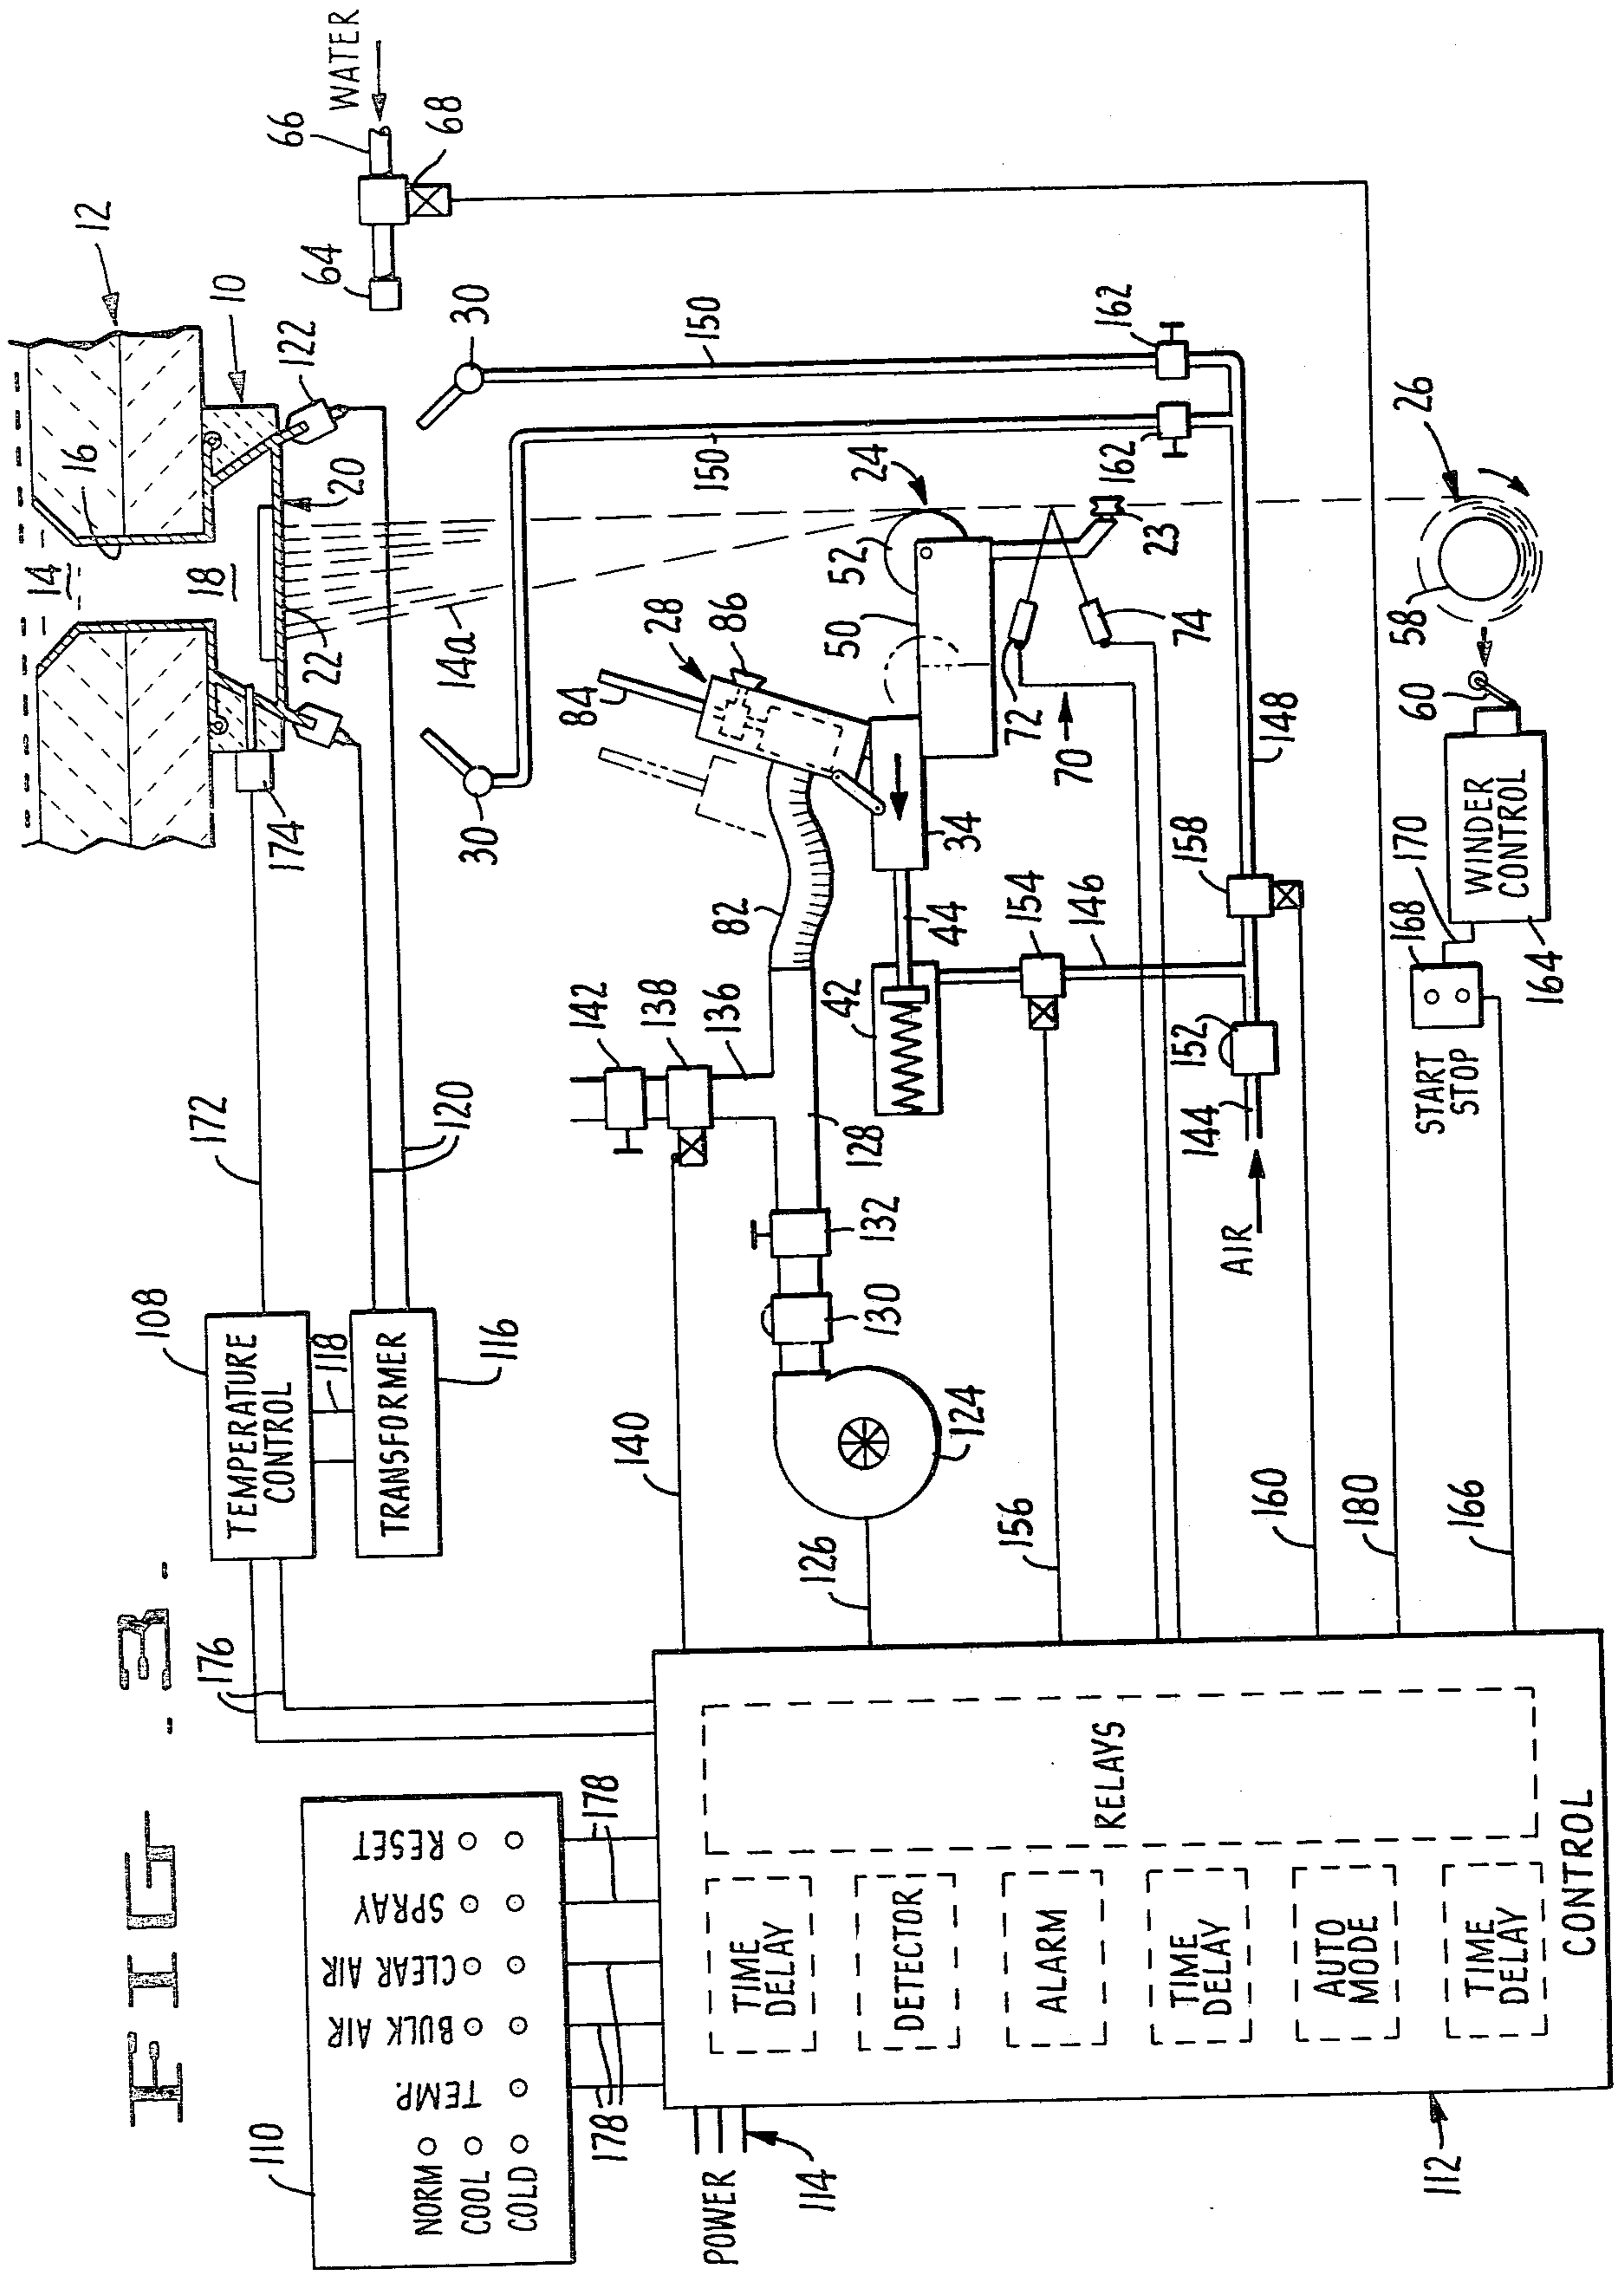 FIG. 3.
110
NORM
COOL
COLD
TEMP.
BULK AIR
CLEAR AIR
SPRAY
RESET
178
178
178
178
176
108
TEMPERATURE
CONTROL
118
TRANSFORMER
116
172
120
174
14
16
18
12
10
20
22
122
14a
66
WATER
64
68
30
30
150
150
162
162
POWER
114
112
TIME
DELAY
DETECTOR
ALARM
TIME
DELAY
AUTO
MODE
TIME
DELAY
RELAYS
CONTROL
140
126
124
130
132
128
136
138
142
82
84
28
86
50
52
24
34
44
42
154
146
156
72
70
74
23
148
158
152
144
AIR
160
180
166
START
STOP
168
170
WINDER
CONTROL
164
60
58
26